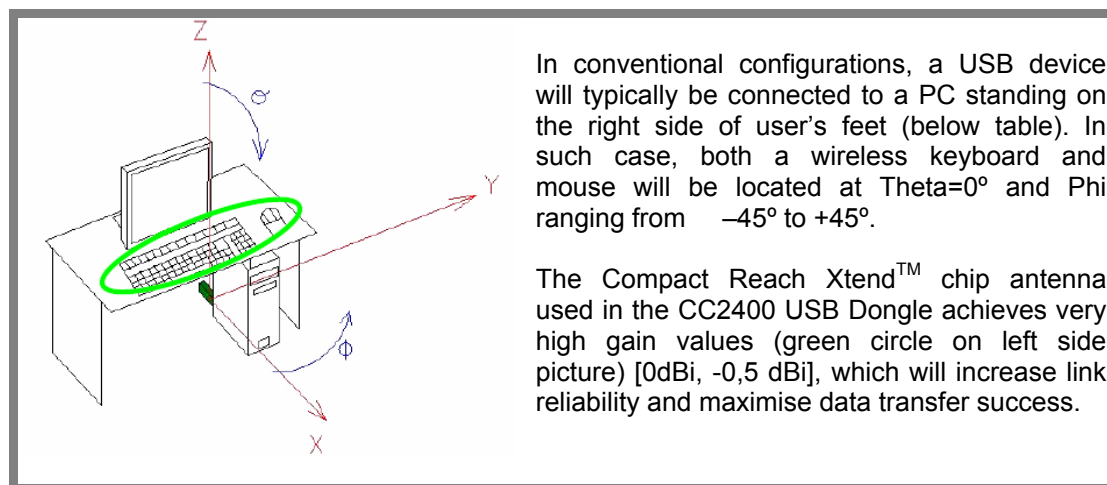 Z
Θ
Y
ϕ
X
In conventional configurations, a USB device
will typically be connected to a PC standing on
the right side of user's feet (below table). In
such case, both a wireless keyboard and
mouse will be located at Theta=0º and Phi
ranging from –45º to +45º.
The Compact Reach Xtend™ chip antenna
used in the CC2400 USB Dongle achieves very
high gain values (green circle on left side
picture) [0dBi, -0,5 dBi], which will increase link
reliability and maximise data transfer success.